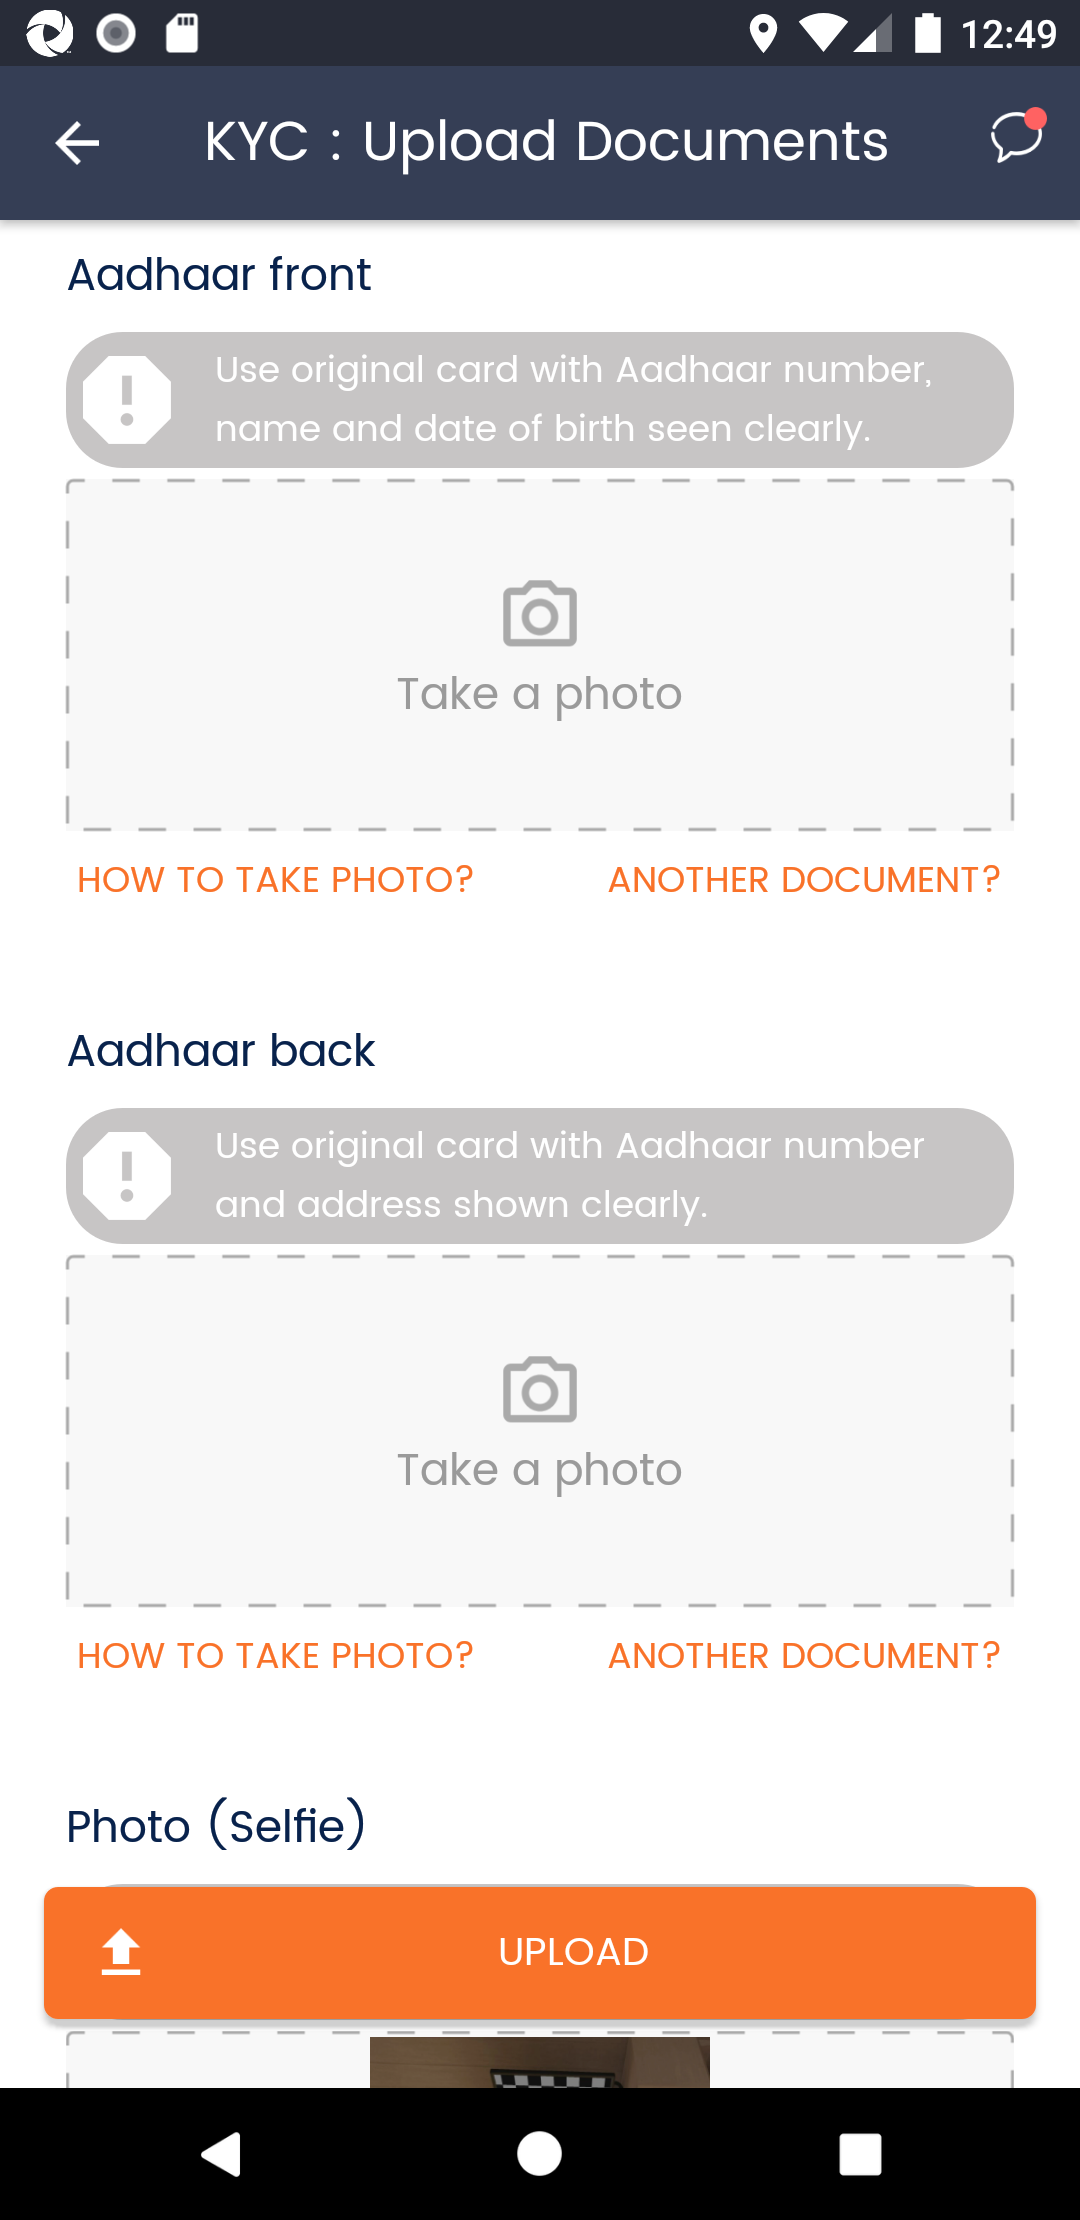 12:49
KYC : Upload Documents
Aadhaar front
Use original card with Aadhaar number,
name and date of birth seen clearly.
Take a photo
HOW TO TAKE PHOTO?
ANOTHER DOCUMENT?
Aadhaar back
Use original card with Aadhaar number
and address shown clearly.
Take a photo
HOW TO TAKE PHOTO?
ANOTHER DOCUMENT?
Photo (Selfie)
UPLOAD